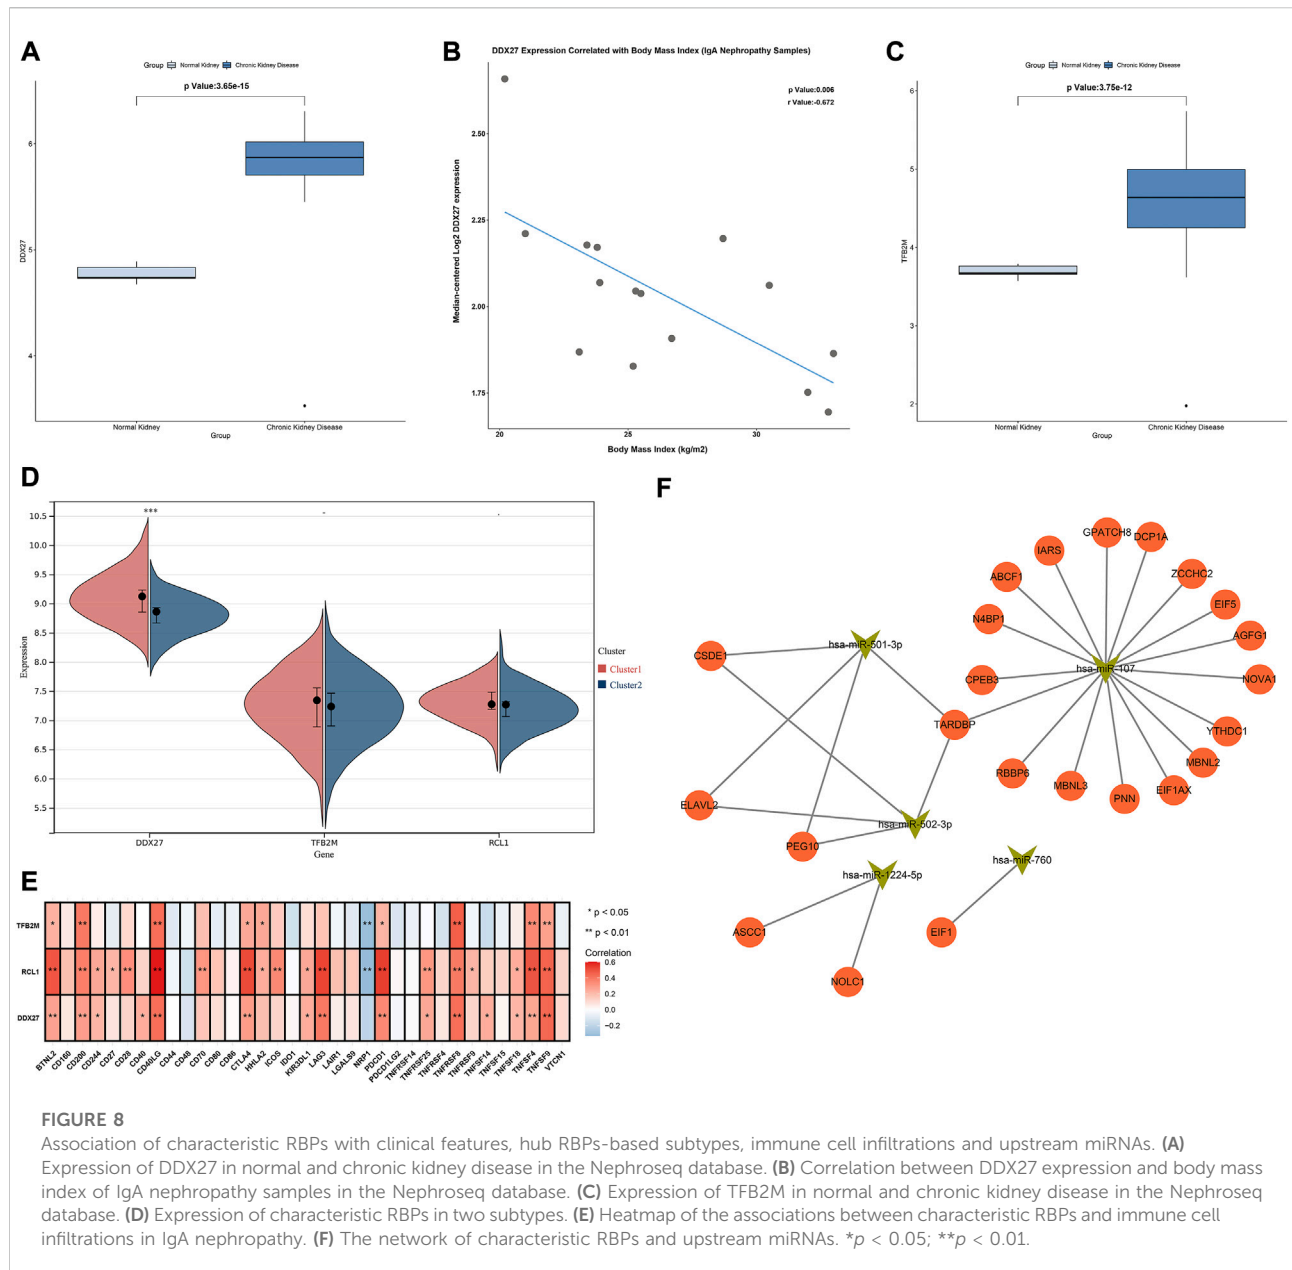 A
Group Normal Kidney Chronic Kidney Disease
p Value:3.65e-15
DDX27
6
5
4
Normal Kidney Chronic Kidney Disease
Group
B
DDX27 Expression Correlated with Body Mass Index (IgA Nephropathy Samples)
p Value:0.006
r Value:-0.672
Median-centered Log2 DDX27 expression
2.50
2.25
2.00
1.75
20 25 30
Body Mass Index (kg/m2)
C
Group Normal Kidney Chronic Kidney Disease
p Value:3.75e-12
TFB2M
6
5
4
3
2
Normal Kidney Chronic Kidney Disease
Group
D
*** - .
Expression
10.5
10.0
9.5
9.0
8.5
8.0
7.5
7.0
6.5
6.0
5.5
DDX27 TFB2M RCL1
Gene
Cluster
Cluster1
Cluster2
E
TFB2M * ** ** * * ** * ** ** **
RCL1 ** ** * * ** ** ** ** * ** * ** ** ** ** ** * * ** **
DDX27 ** ** * * ** ** * ** ** * ** * * ** **
BTNL2 CD160 CD200 CD244 CD27 CD28 CD40 CD40LG CD44 CD48 CD70 CD80 CD86 CTLA4 HHLA2 ICOS IDO1 KIR3DL1 LAG3 LAIR1 LGALS9 NRP1 PDCD1 PDCD1LG2 TNFRSF14 TNFRSF25 TNFRSF4 TNFRSF8 TNFRSF9 TNFSF14 TNFSF15 TNFSF18 TNFSF4 TNFSF9 VTCN1
* p < 0.05
** p < 0.01
Correlation
0.6
0.4
0.2
0.0
−0.2
F
GPATCH8
DCP1A
IARS
ZCCHC2
ABCF1
EIF5
N4BP1
AGFG1
hsa-miR-501-3p
CSDE1
hsa-miR-107
CPEB3
NOVA1
TARDBP
YTHDC1
MBNL2
RBBP6
MBNL3
EIF1AX
PNN
ELAVL2
hsa-miR-502-3p
PEG10
hsa-miR-760
hsa-miR-1224-5p
ASCC1
EIF1
NOLC1
FIGURE 8
Association of characteristic RBPs with clinical features, hub RBPs-based subtypes, immune cell infiltrations and upstream miRNAs. (A)
Expression of DDX27 in normal and chronic kidney disease in the Nephroseq database. (B) Correlation between DDX27 expression and body mass
index of IgA nephropathy samples in the Nephroseq database. (C) Expression of TFB2M in normal and chronic kidney disease in the Nephroseq
database. (D) Expression of characteristic RBPs in two subtypes. (E) Heatmap of the associations between characteristic RBPs and immune cell
infiltrations in IgA nephropathy. (F) The network of characteristic RBPs and upstream miRNAs. *p < 0.05; **p < 0.01.